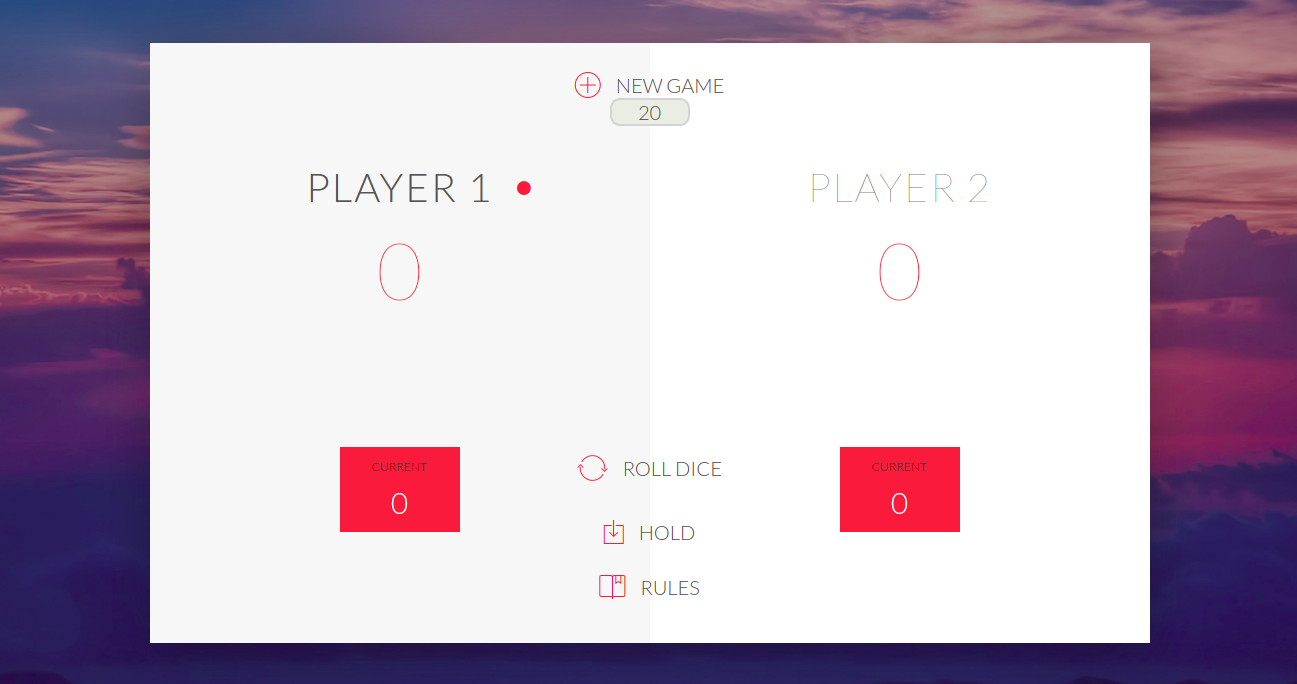 NEW GAME
20
PLAYER 1
PLAYER 2
0
0
CURRENT
0
CURRENT
0
ROLL DICE
HOLD
RULES